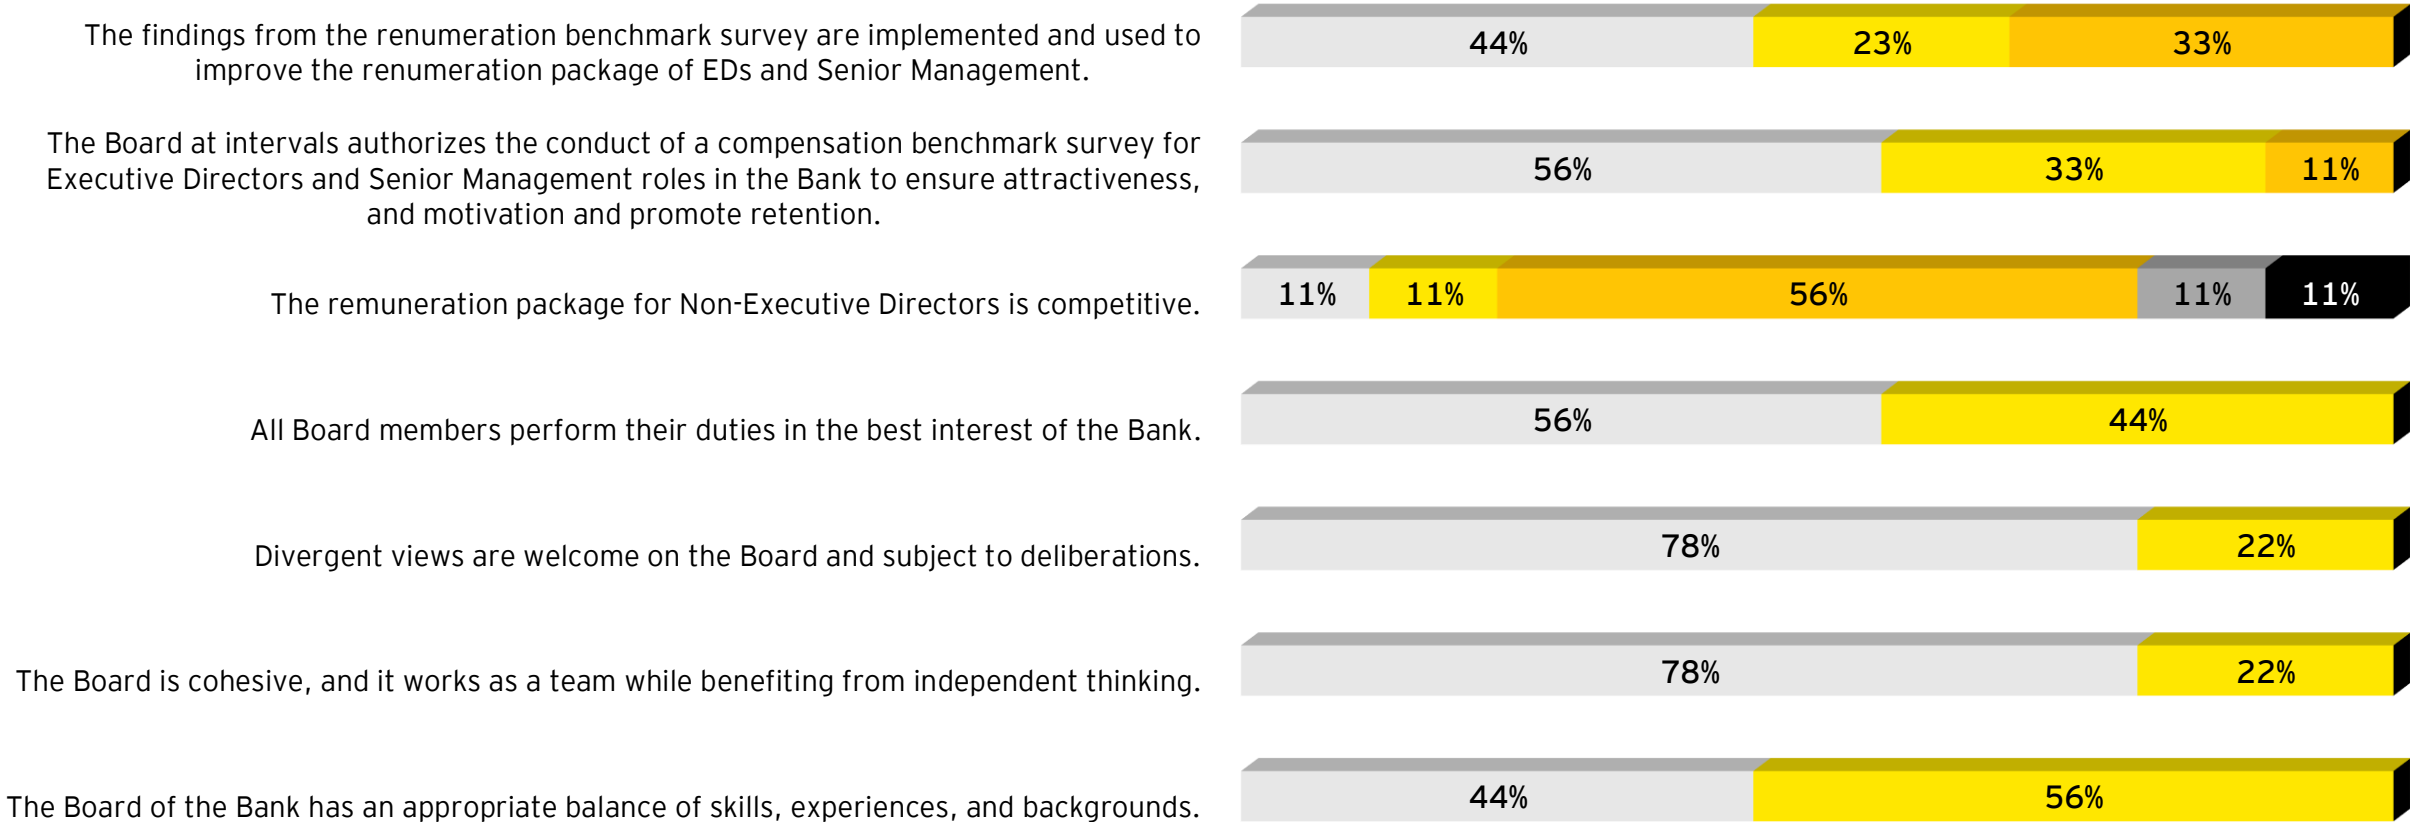 The findings from the renumeration benchmark survey are implemented and used to
improve the renumeration package of EDs and Senior Management.
44% 23% 33%
The Board at intervals authorizes the conduct of a compensation benchmark survey for
Executive Directors and Senior Management roles in the Bank to ensure attractiveness,
and motivation and promote retention.
56% 33% 11%
The remuneration package for Non-Executive Directors is competitive.
11% 11% 56% 11% 11%
All Board members perform their duties in the best interest of the Bank.
56% 44%
Divergent views are welcome on the Board and subject to deliberations.
78% 22%
The Board is cohesive, and it works as a team while benefiting from independent thinking.
78% 22%
The Board of the Bank has an appropriate balance of skills, experiences, and backgrounds.
44% 56%